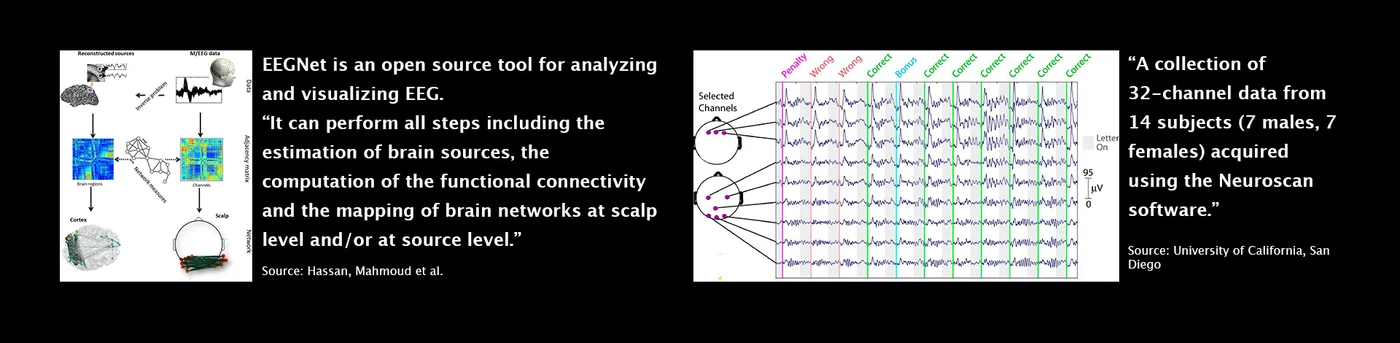 Reconstructed sources
M/EEG data
Inverse problem
Data
Adjacency matrix
Network measures
Brain regions
Channels
Cortex
Scalp
Network
EEGNet is an open source tool for analyzing
and visualizing EEG.
“It can perform all steps including the
estimation of brain sources, the
computation of the functional connectivity
and the mapping of brain networks at scalp
level and/or at source level.”
Source: Hassan, Mahmoud et al.
Penalty
Wrong
Wrong
Correct
Bonus
Correct
Correct
Correct
Correct
Correct
Correct
Selected
Channels
Letter
On
95
μV
0
“A collection of
32-channel data from
14 subjects (7 males, 7
females) acquired
using the Neuroscan
software.”
Source: University of California, San
Diego